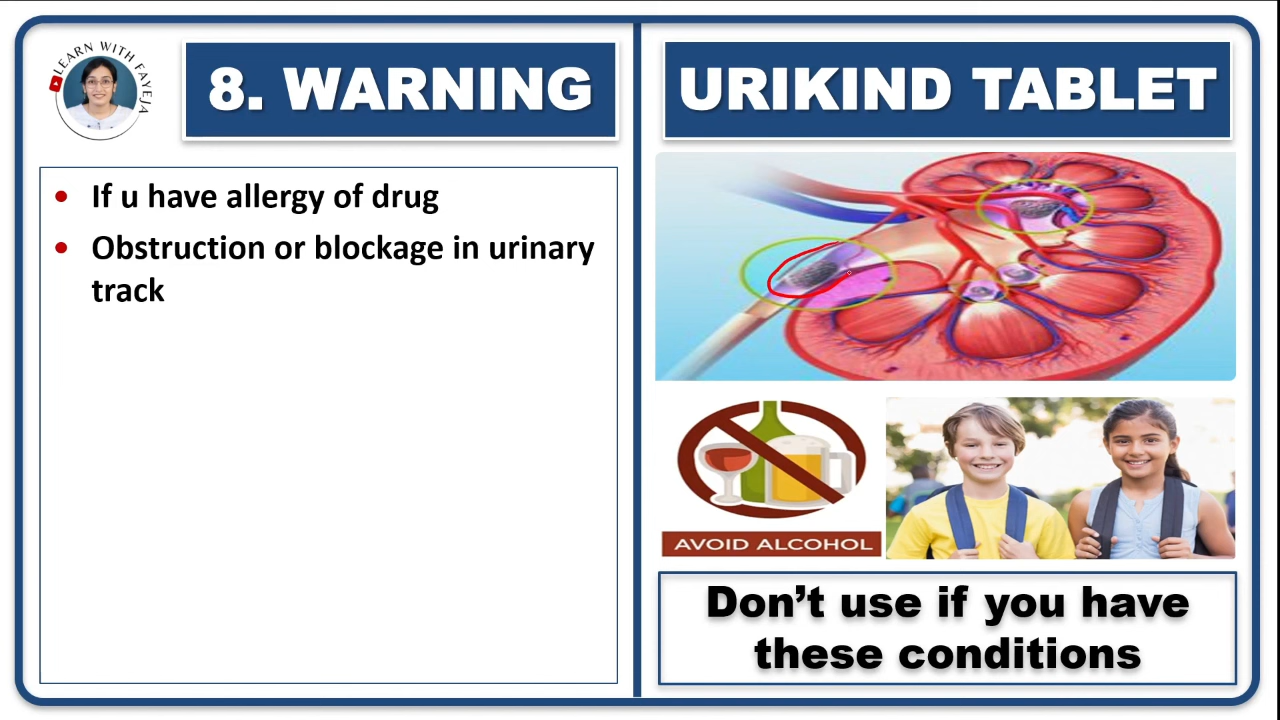 LEARN WITH FAYEJA
8. WARNING
If u have allergy of drug
Obstruction or blockage in urinary
track
URIKIND TABLET
AVOID ALCOHOL
Don't use if you have
these conditions